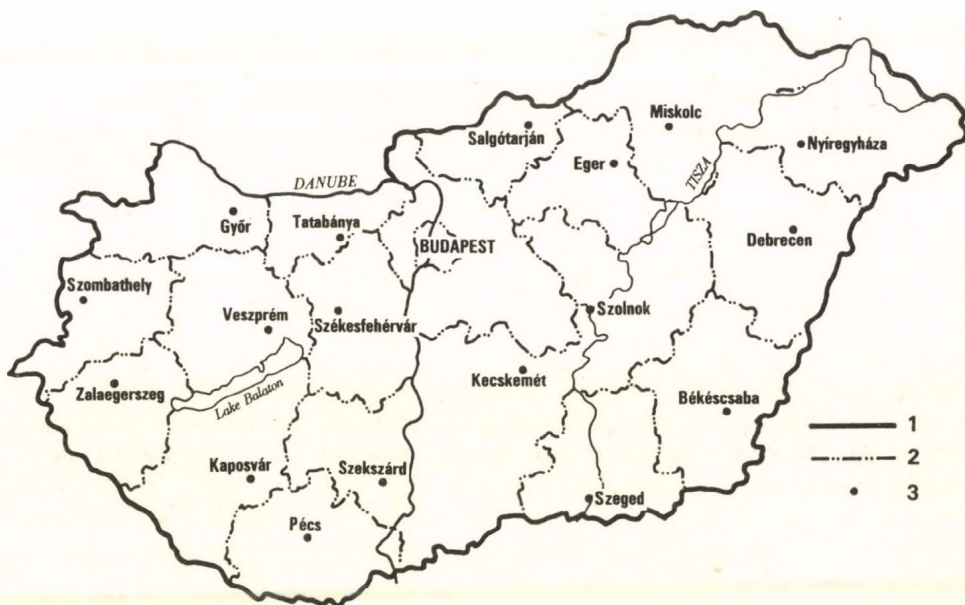 Miskolc
Salgótarján
Nyíregyháza
Eger
TISZA
DANUBE
Győr
Tatabánya
BUDAPEST
Debrecen
Szombathely
Veszprém
Székesfehérvár
Szolnok
Kecskemét
Zalaegerszeg
Lake Balaton
Békéscsaba
1
2
3
Kaposvár
Szekszárd
Szeged
Pécs